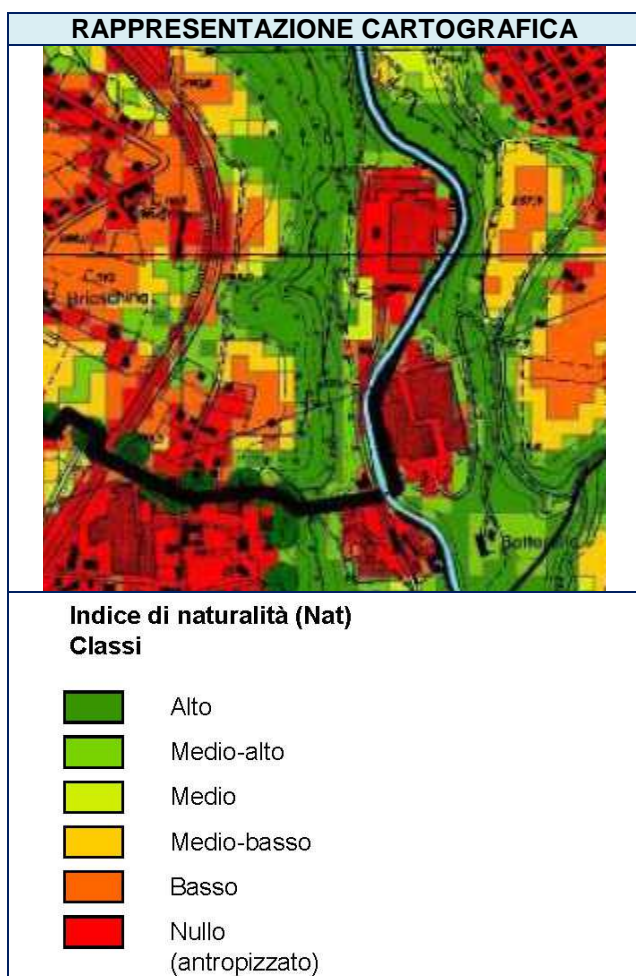 RAPPRESENTAZIONE CARTOGRAFICA
Indice di naturalità (Nat)
Classi
Alto
Medio-alto
Medio
Medio-basso
Basso
Nullo
(antropizzato)